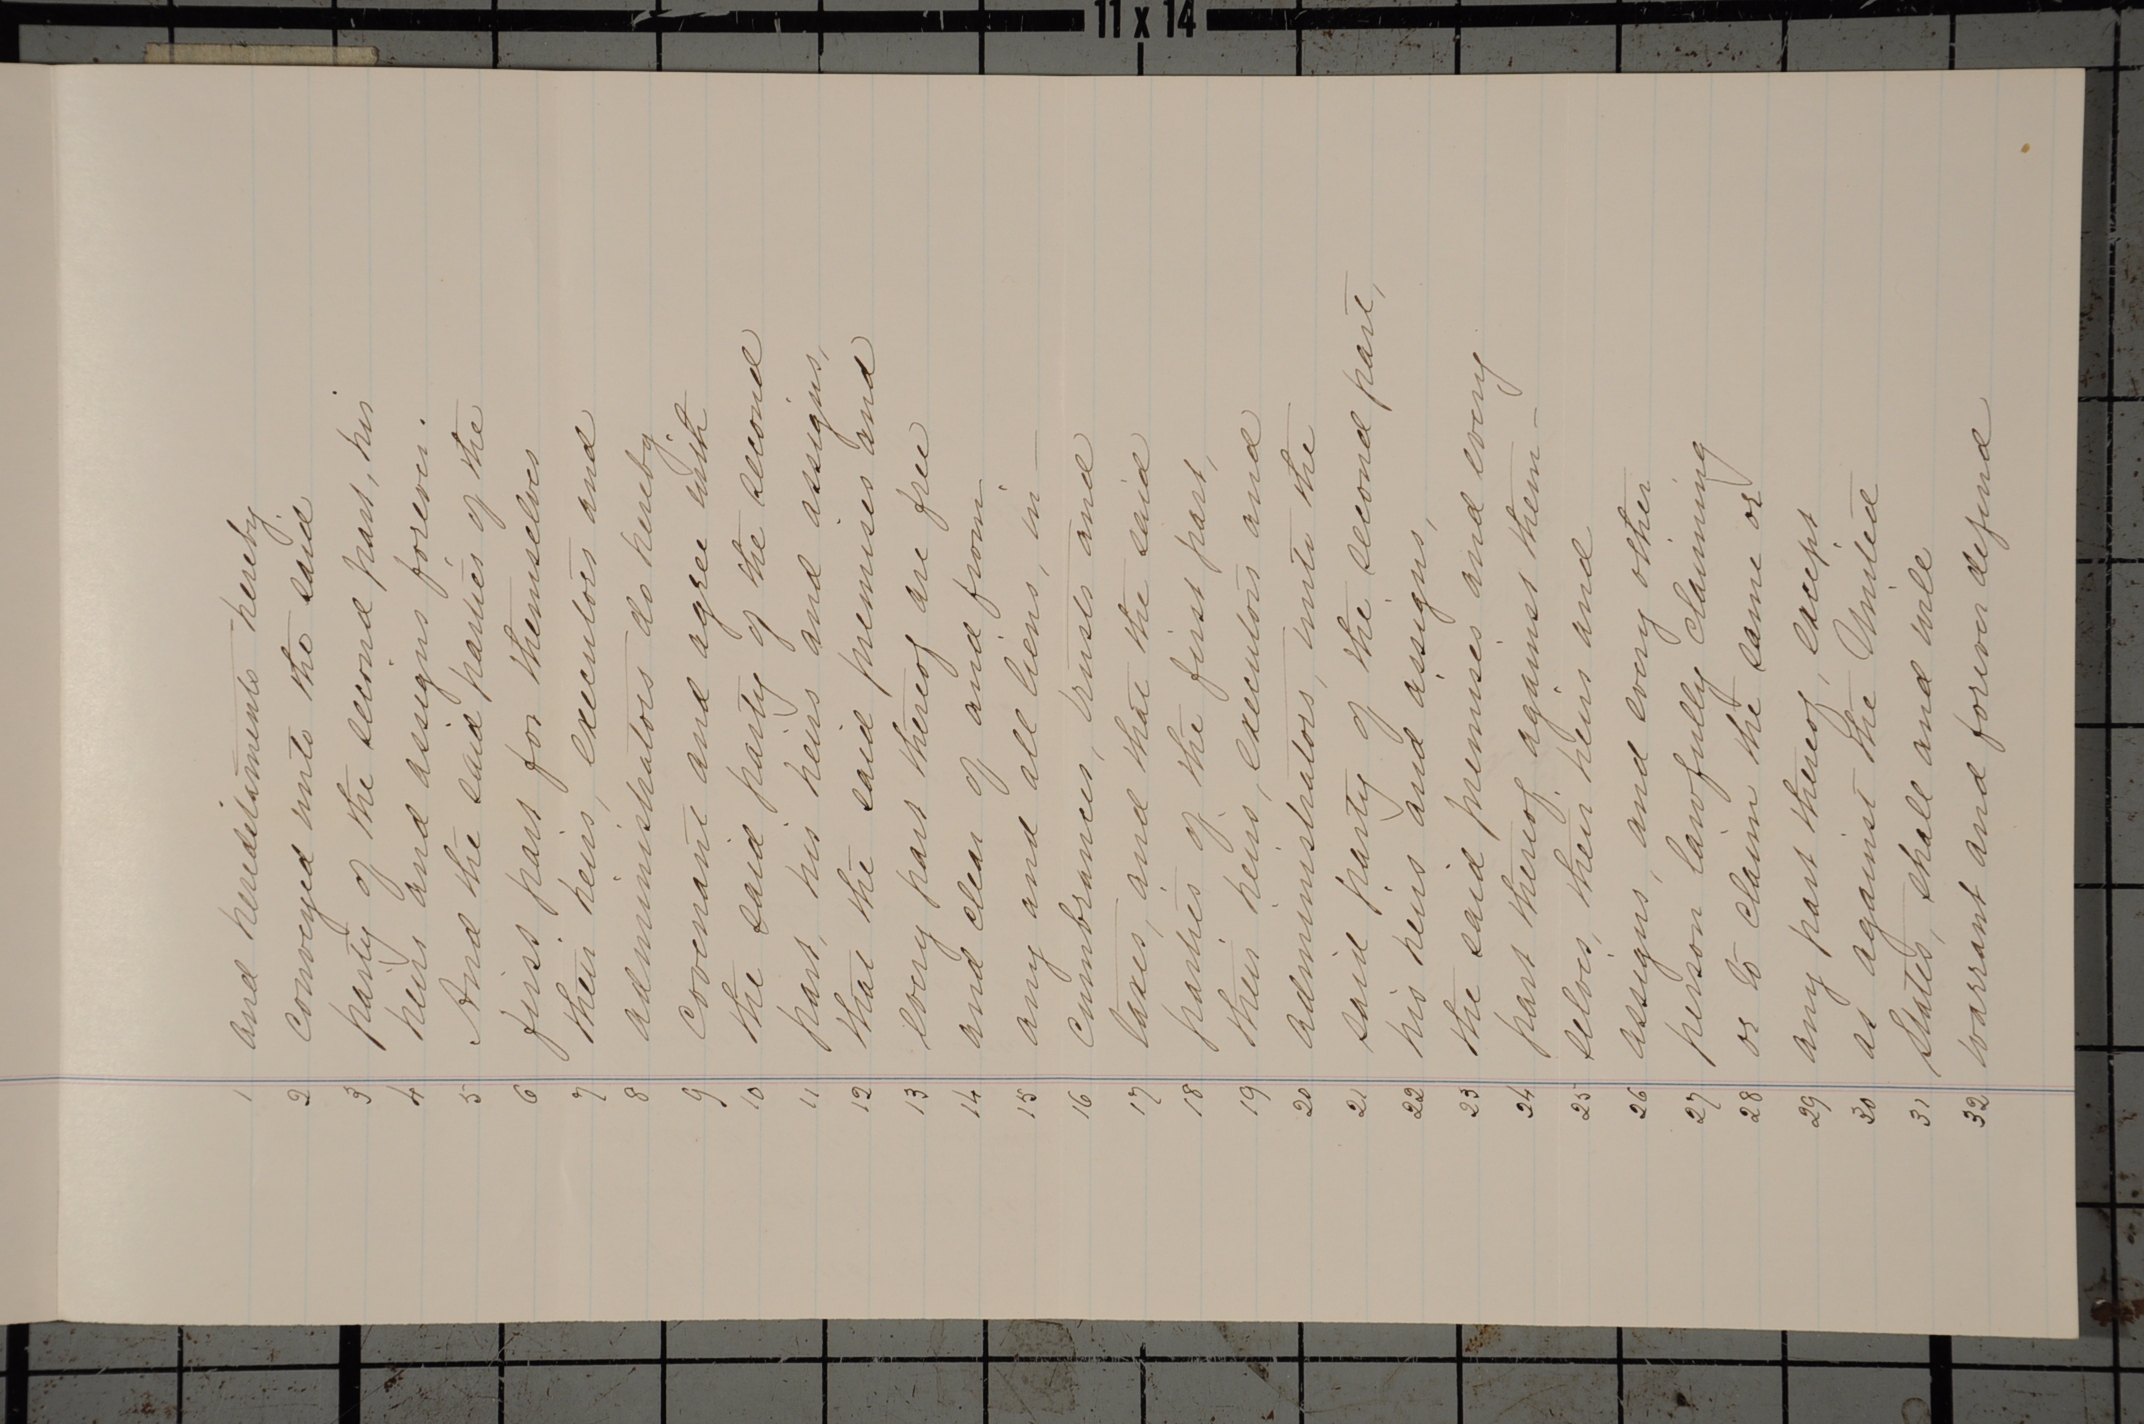 11 x 14
1 and hereditaments hereby
2 conveyed unto the said
3 party of the second part, his
4 heirs and assigns forever.
5 And the said parties of the
6 first part for themselves
7 their heirs, executors and
8 administrators do hereby
9 covenant and agree with
10 the said party of the second
11 part, his heirs and assigns,
12 that the said premises and
13 every part thereof are free
14 and clear of and from
15 any and all liens, in-
16 cumbrances, trusts and
17 taxes, and that the said
18 parties of the first part,
19 their heirs, executors and
20 administrators, unto the
21 said party of the second part,
22 his heirs and assigns,
23 the said premises and every
24 part thereof against them-
25 selves, their heirs and
26 assigns, and every other
27 person lawfully claiming
28 or to claim the same or
29 any part thereof, except
30 as against the United
31 States, shall and will
32 warrant and forever defend